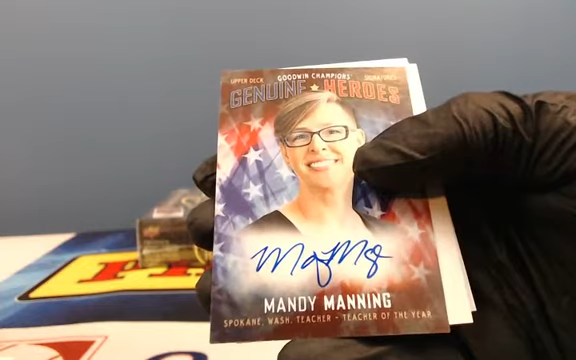 UPPER DECK GOODWIN CHAMPIONS SIGNATURES
GENUINE ★ HEROES
MANDY MANNING
SPOKANE, WASH. TEACHER - TEACHER OF THE YEAR